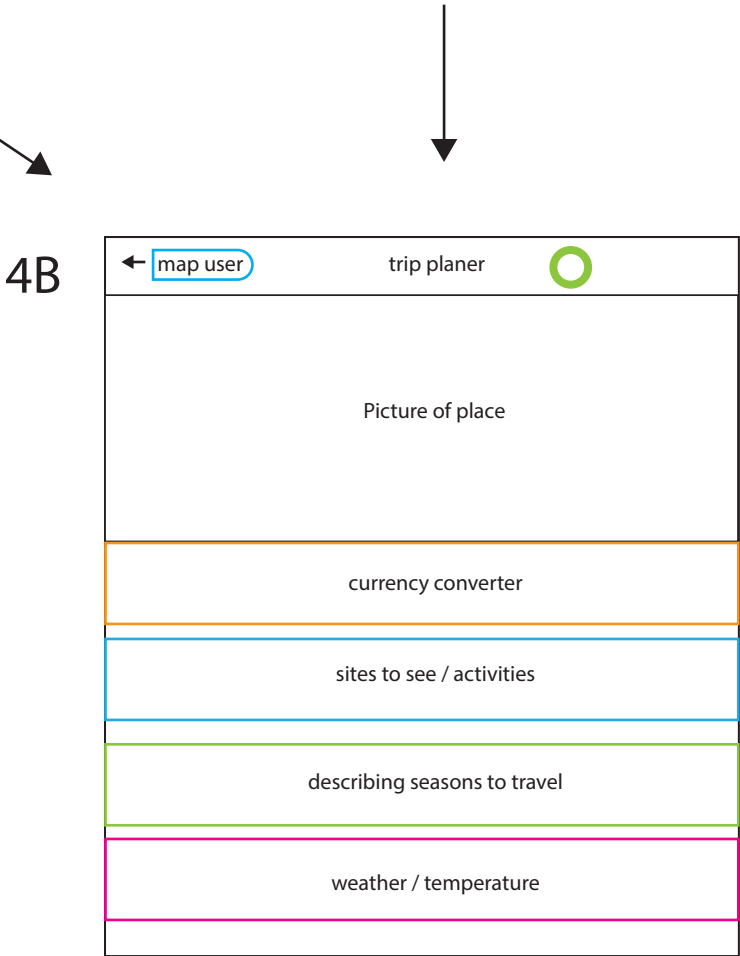 4B
map user
trip planer
Picture of place
currency converter
sites to see / activities
describing seasons to travel
weather / temperature